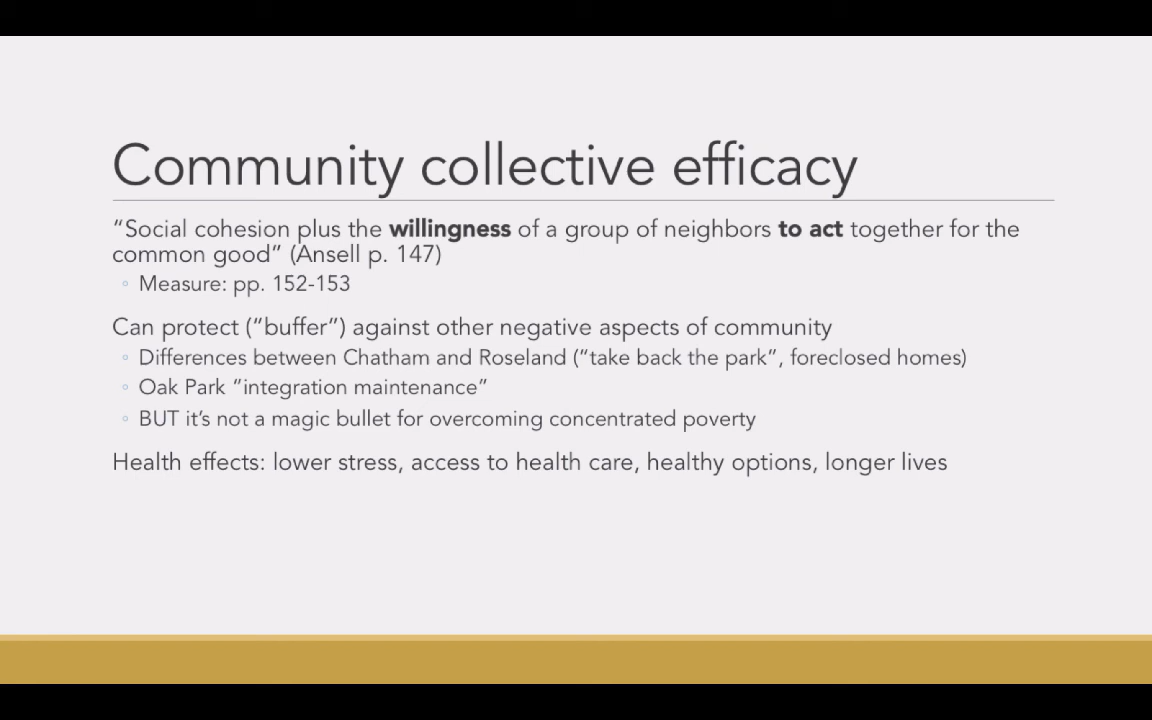 Community collective efficacy
“Social cohesion plus the willingness of a group of neighbors to act together for the
common good” (Ansell p. 147)
◦ Measure: pp. 152-153
Can protect (“buffer”) against other negative aspects of community
◦ Differences between Chatham and Roseland (“take back the park”, foreclosed homes)
◦ Oak Park “integration maintenance”
◦ BUT it’s not a magic bullet for overcoming concentrated poverty
Health effects: lower stress, access to health care, healthy options, longer lives